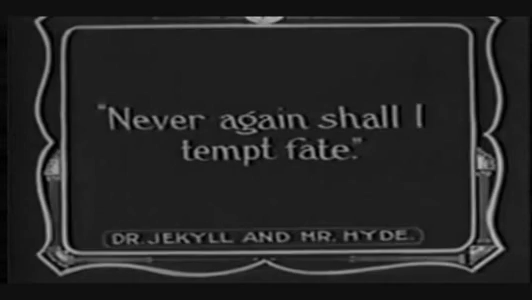 "Never again shall I
tempt fate."
DR. JEKYLL AND MR. HYDE.